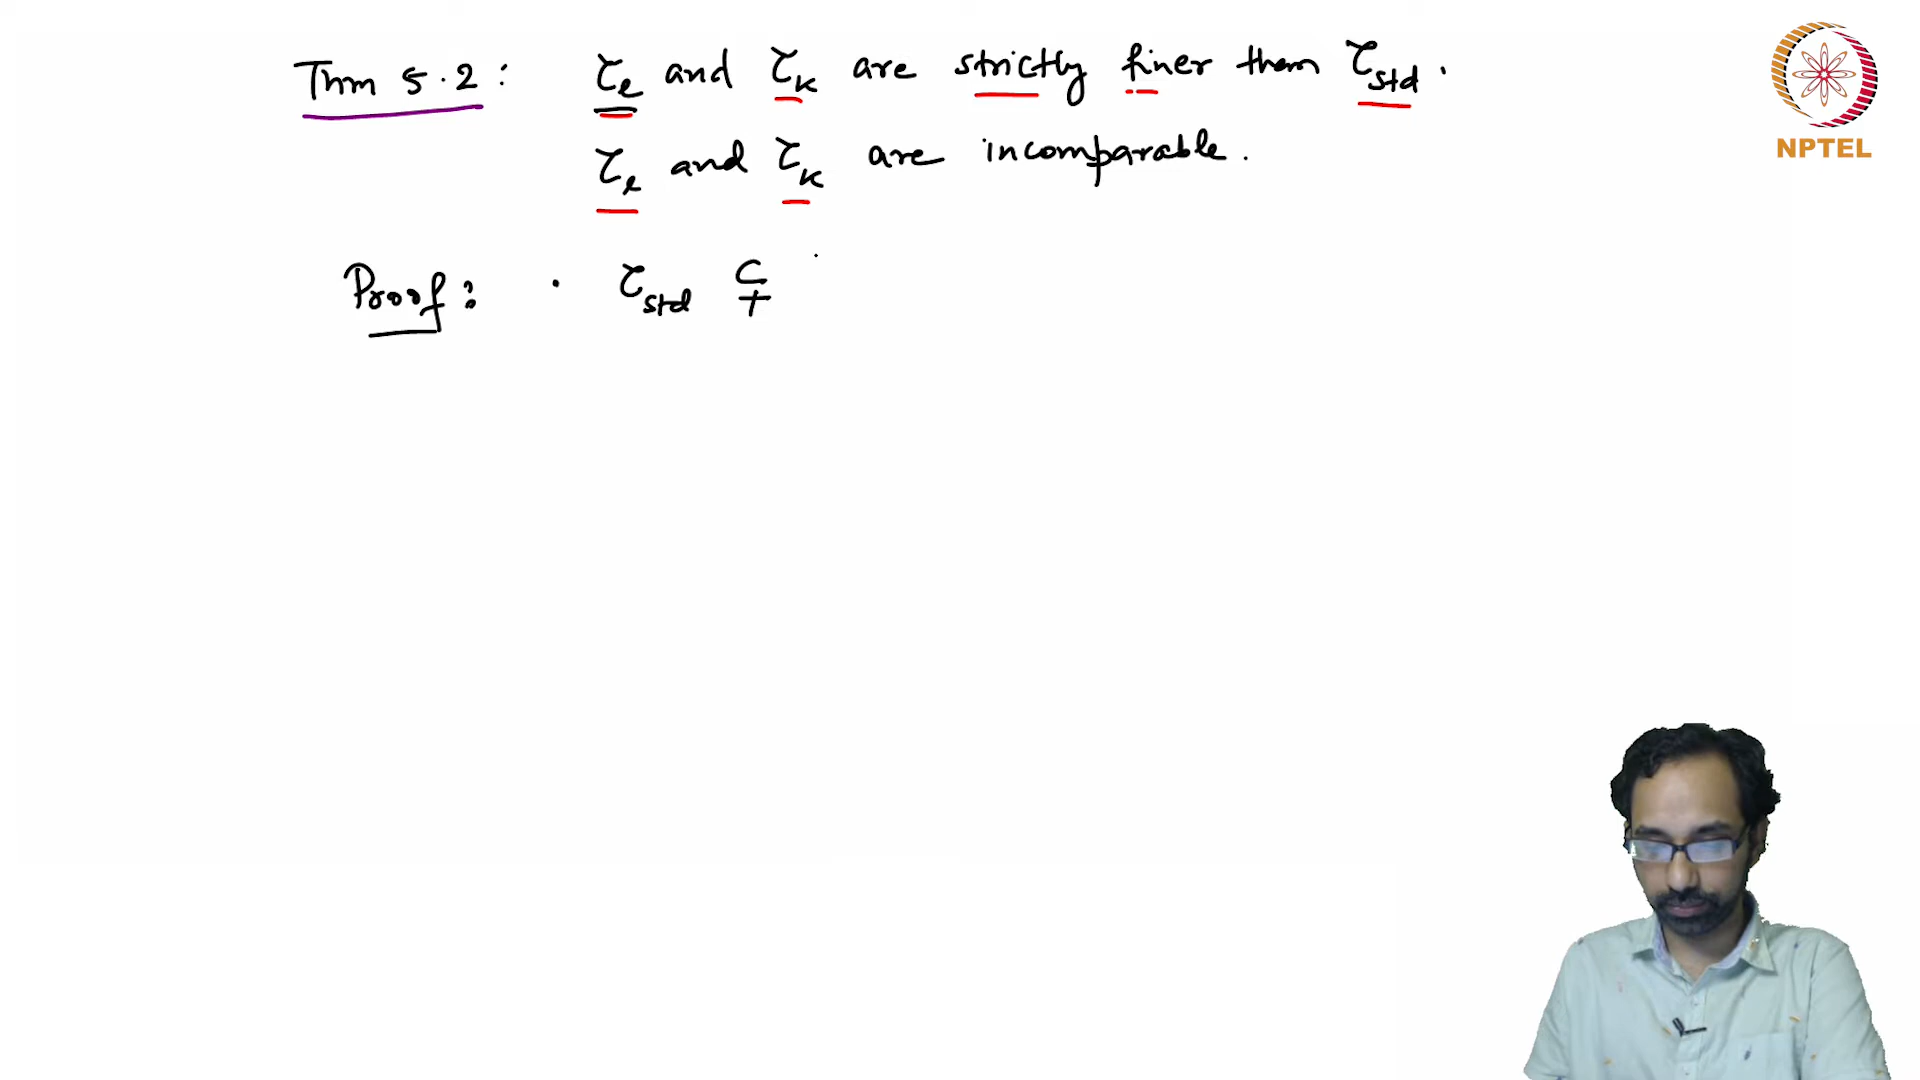 Thm 5.2 : τ_ℓ and τ_K are strictly finer than τ_std .
τ_ℓ and τ_K are incomparable .
Proof : · τ_std ⊊
NPTEL